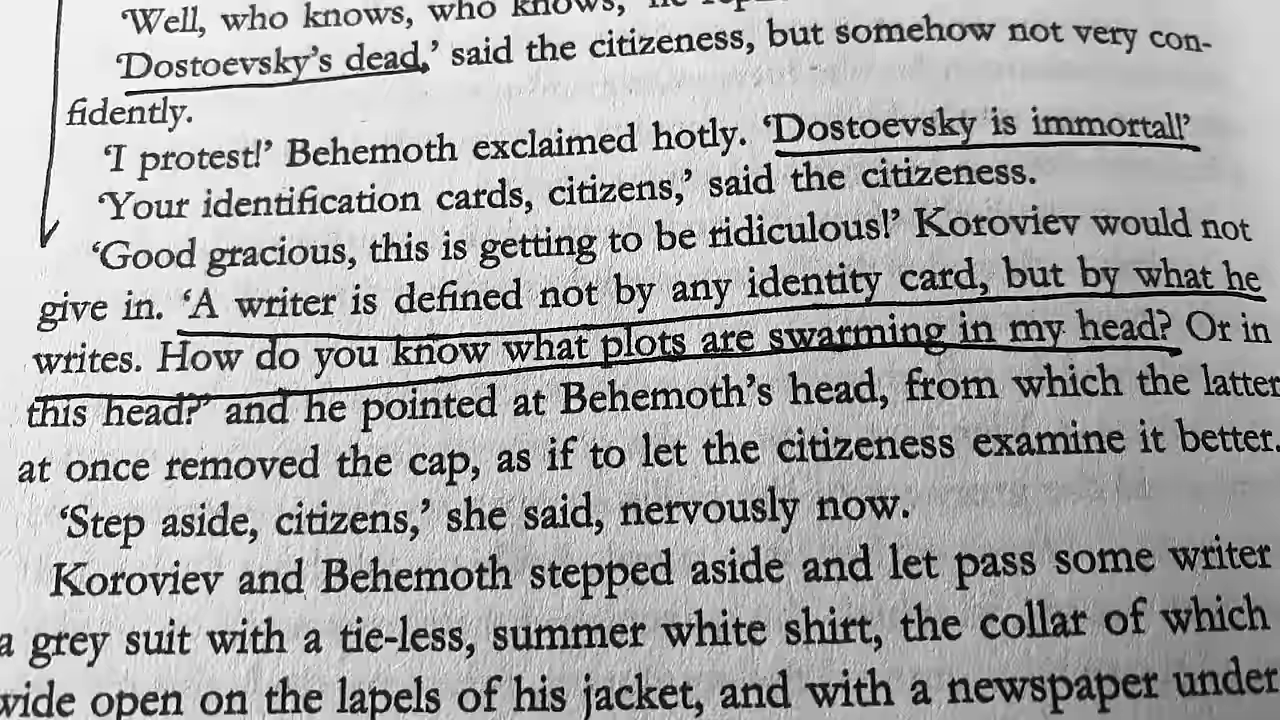 'Well, who knows, who knows,' he
'Dostoevsky's dead,' said the citizeness, but somehow not very con-
fidently.
'I protest!' Behemoth exclaimed hotly. 'Dostoevsky is immortal!'
'Your identification cards, citizens,' said the citizeness.
'Good gracious, this is getting to be ridiculous!' Koroviev would not
give in. 'A writer is defined not by any identity card, but by what he
writes. How do you know what plots are swarming in my head? Or in
this head?' and he pointed at Behemoth's head, from which the latter
at once removed the cap, as if to let the citizeness examine it better.
'Step aside, citizens,' she said, nervously now.
Koroviev and Behemoth stepped aside and let pass some writer
a grey suit with a tie-less, summer white shirt, the collar of which
wide open on the lapels of his jacket, and with a newspaper under